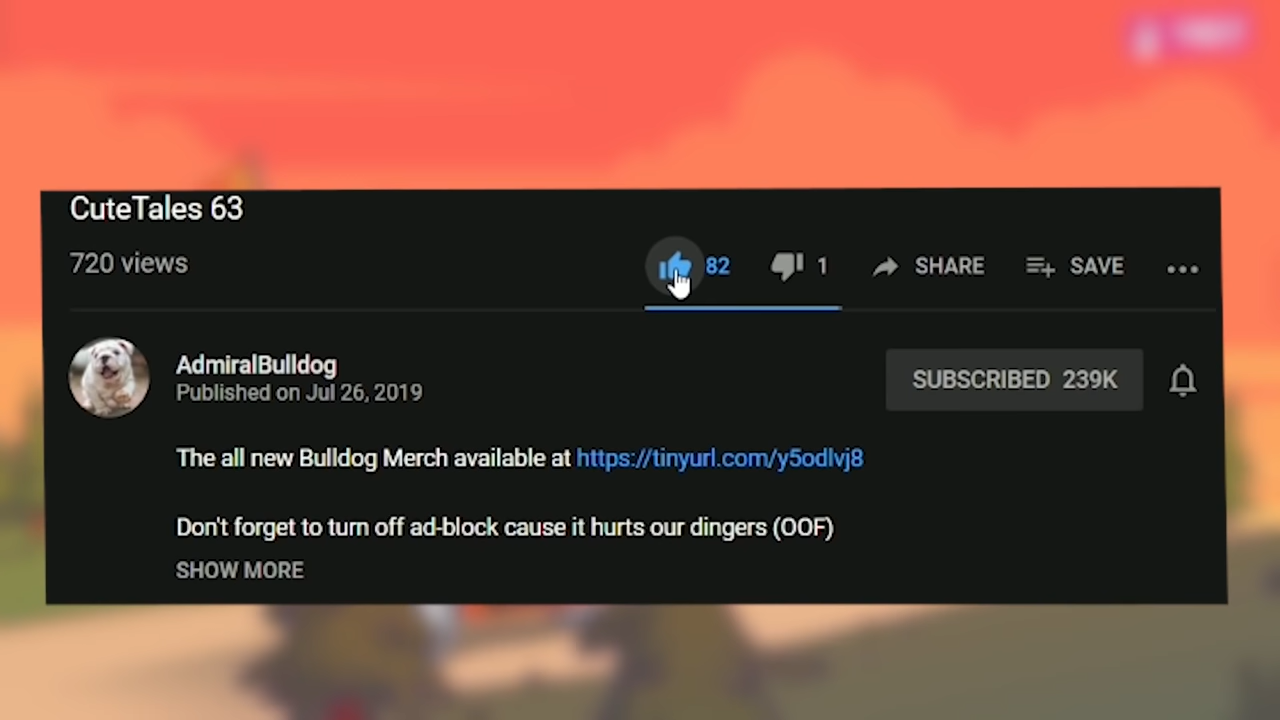 CuteTales 63
720 views
82 1 SHARE SAVE
AdmiralBulldog
Published on Jul 26, 2019
SUBSCRIBED 239K
The all new Bulldog Merch available at https://tinyurl.com/y5odlvj8
Don't forget to turn off ad-block cause it hurts our dingers (OOF)
SHOW MORE